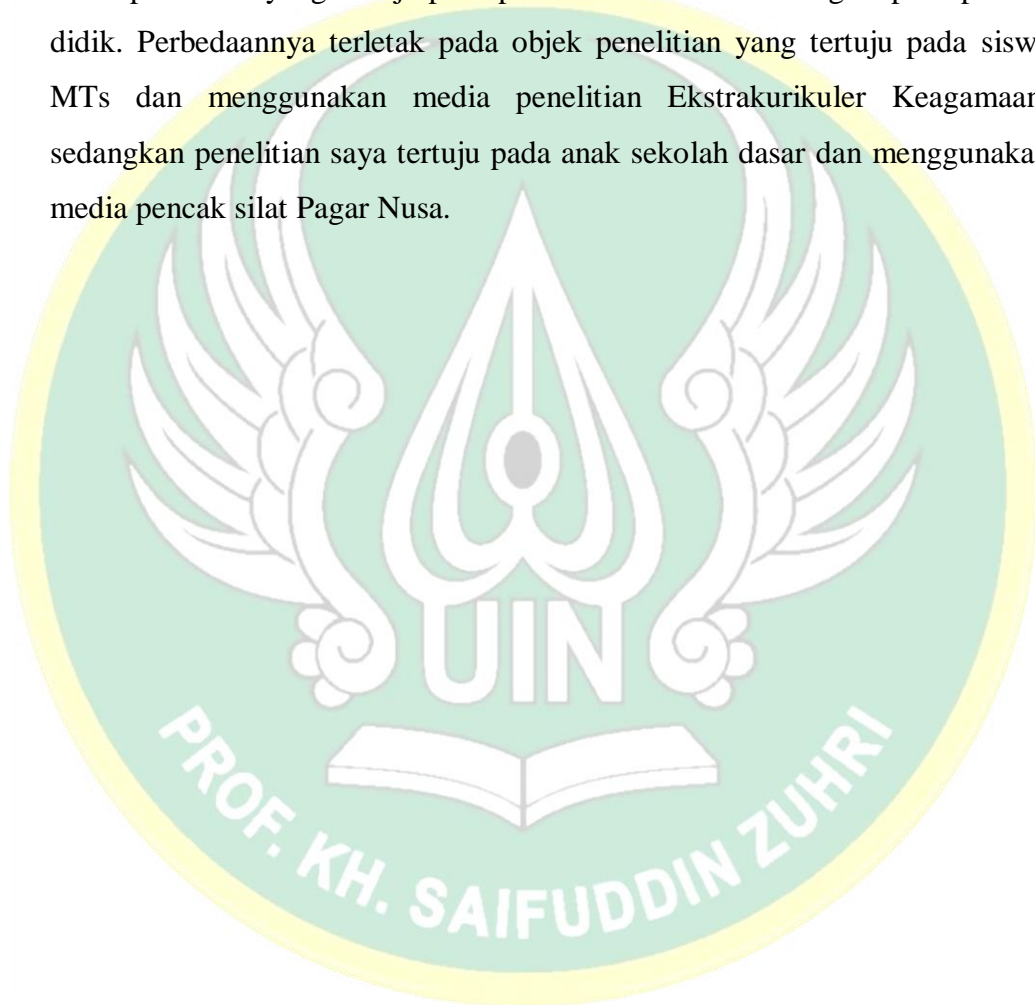 didik. Perbedaannya terletak pada objek penelitian yang tertuju pada sisw
MTs dan menggunakan media penelitian Ekstrakurikuler Keagamaan
sedangkan penelitian saya tertuju pada anak sekolah dasar dan menggunaka
media pencak silat Pagar Nusa.
UIN
PROF. KH. SAIFUDDIN ZUHRI